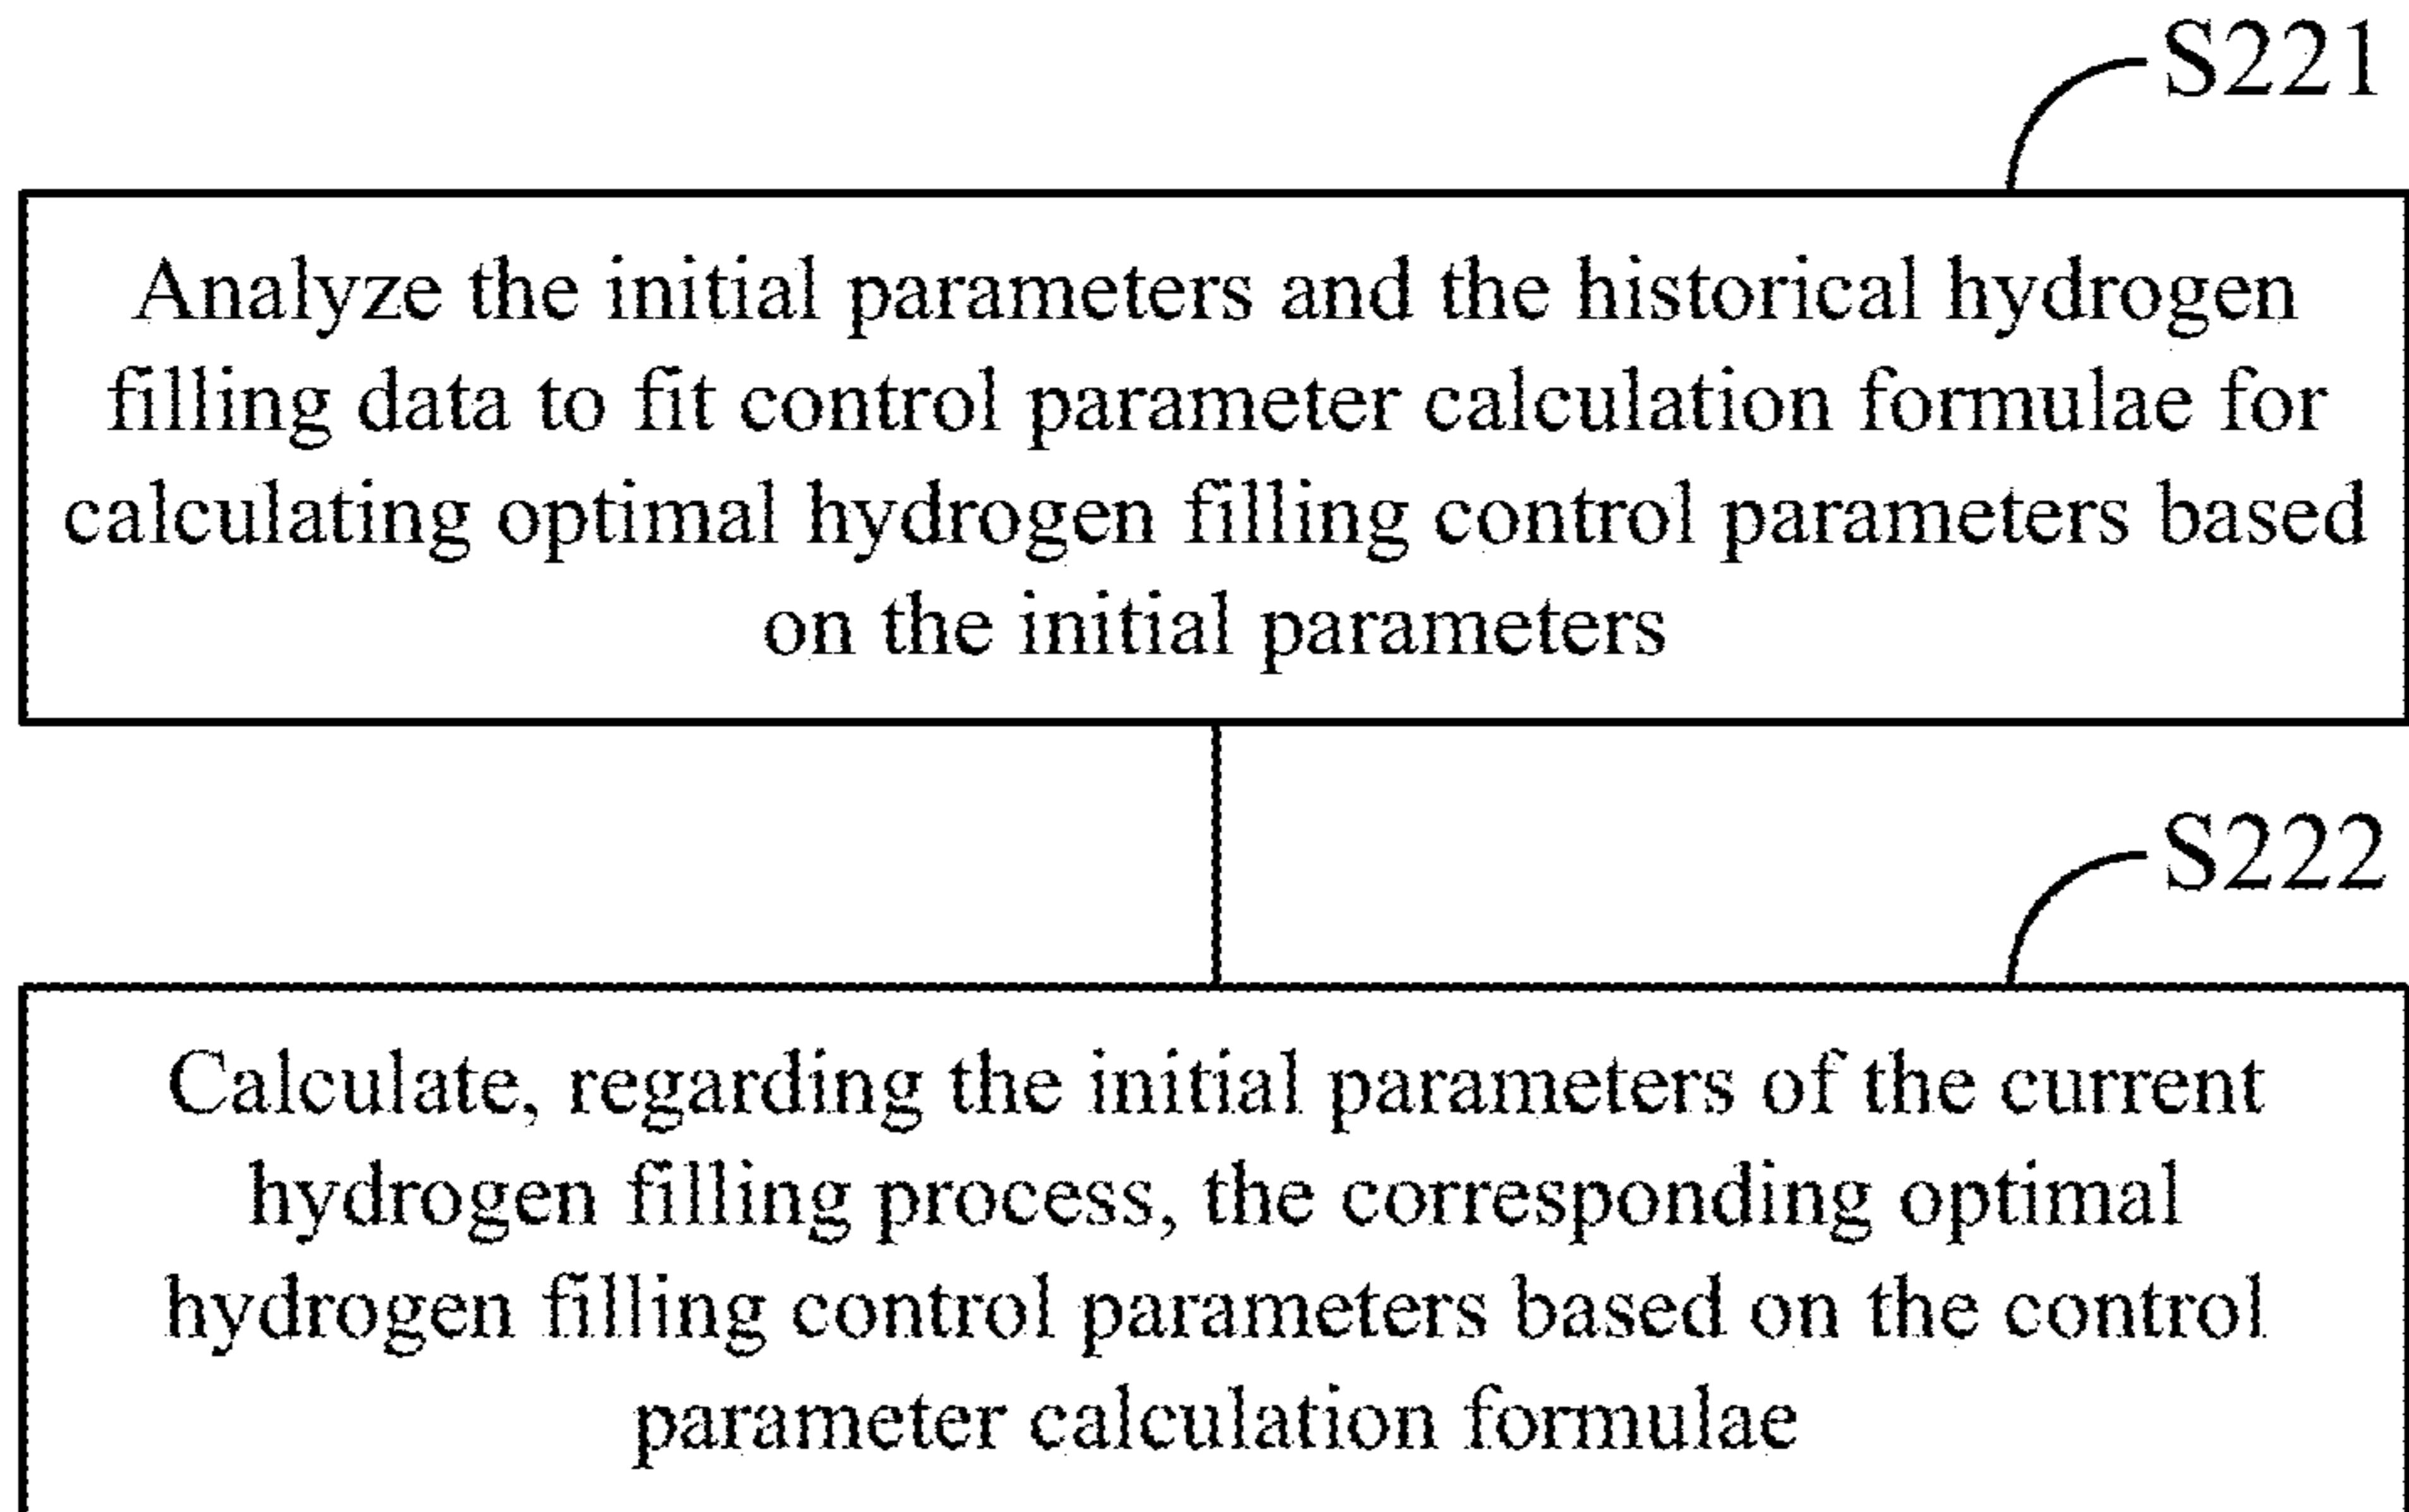 S221
Analyze the initial parameters and the historical hydrogen
filling data to fit control parameter calculation formulae for
calculating optimal hydrogen filling control parameters based
on the initial parameters
S222
Calculate, regarding the initial parameters of the current
hydrogen filling process, the corresponding optimal
hydrogen filling control parameters based on the control
parameter calculation formulae